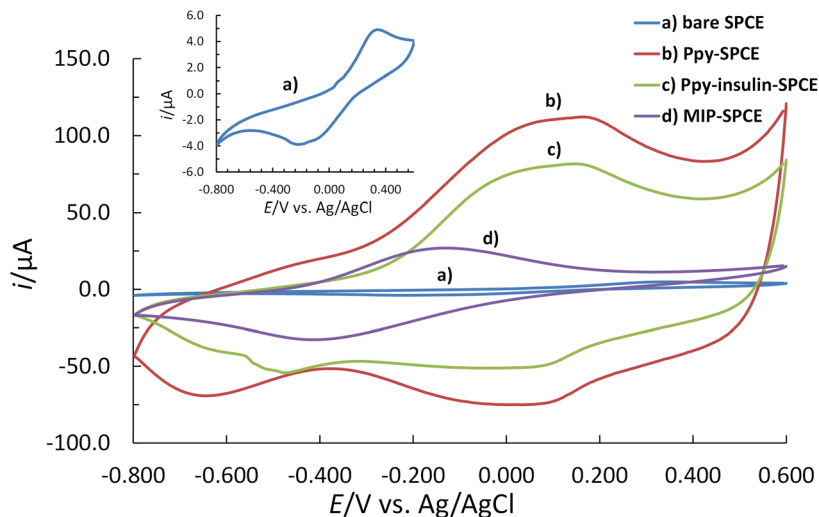 a) bare SPCE
b) Ppy-SPCE
c) Ppy-insulin-SPCE
d) MIP-SPCE
6.0
4.0
2.0
0.0
-2.0
-4.0
-6.0
i/µA
a)
-0.800
-0.400
0.000
0.400
E/V vs. Ag/AgCl
150.0
100.0
50.0
0.0
-50.0
-100.0
i/µA
b)
c)
d)
a)
-0.800
-0.600
-0.400
-0.200
0.000
0.200
0.400
0.600
E/V vs. Ag/AgCl